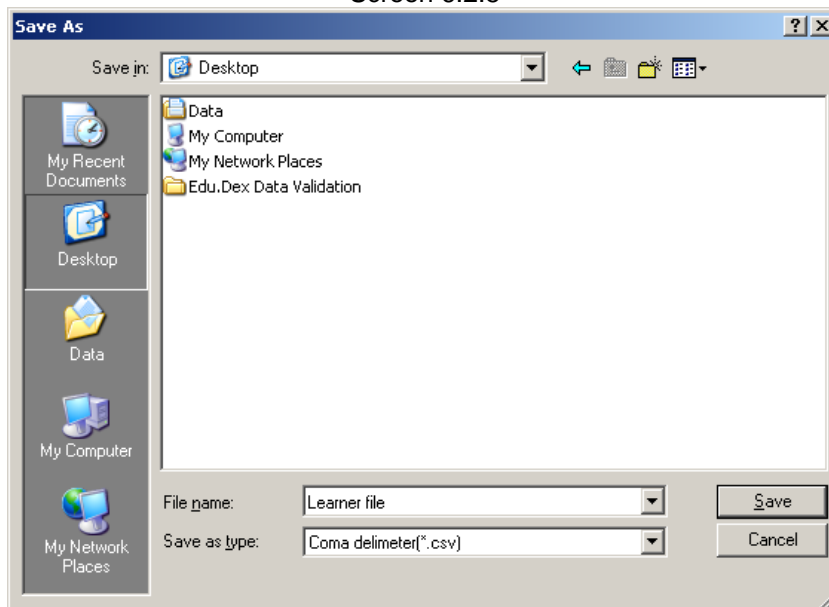 Save As
Save in:
Desktop
My Recent
Documents
Desktop
Data
My Computer
My Network
Places
Data
My Computer
My Network Places
Edu.Dex Data Validation
File name:
Learner file
Save
Save as type:
Coma delimeter(*.csv)
Cancel